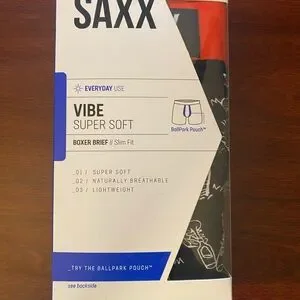 SAXX
EVERYDAY USE
VIBE
SUPER SOFT
BOXER BRIEF // Slim Fit
BallPark Pouch™
_01 / SUPER SOFT
_02 / NATURALLY BREATHABLE
_03 / LIGHTWEIGHT
_TRY THE BALLPARK POUCH™
see backside